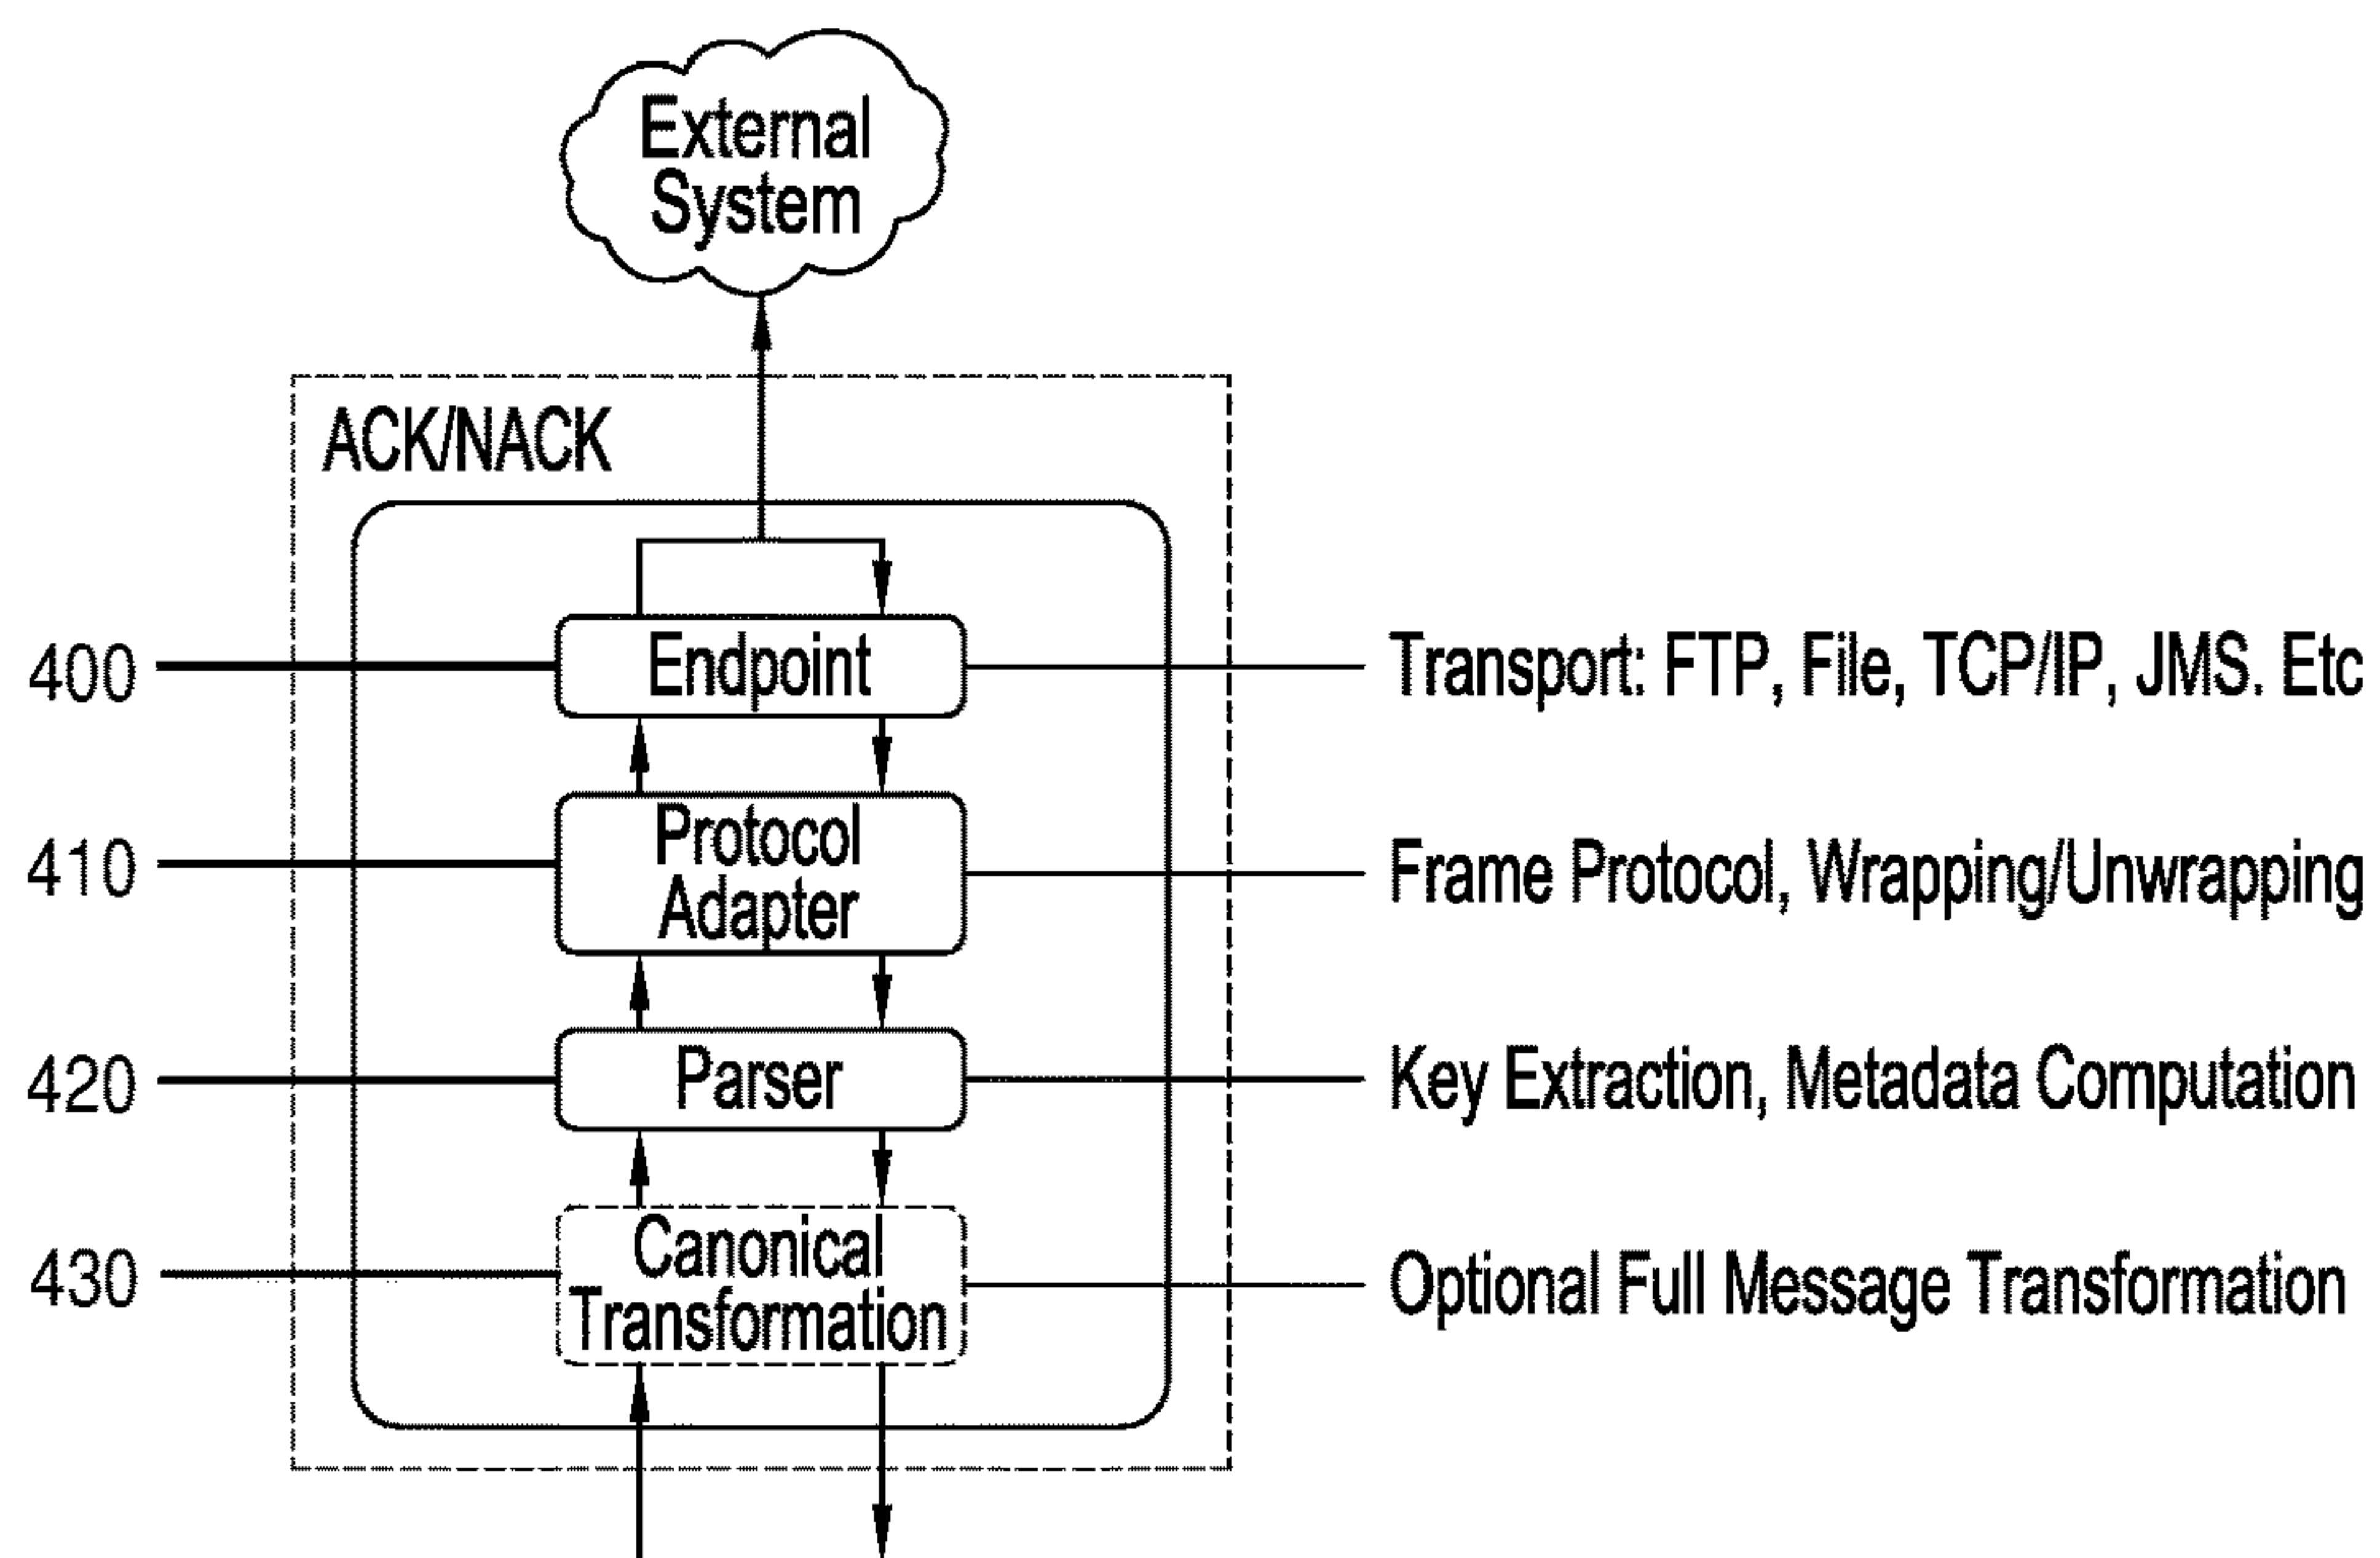 External
System
ACK/NACK
400
Endpoint
Transport: FTP, File, TCP/IP, JMS. Etc
410
Protocol
Adapter
Frame Protocol, Wrapping/Unwrapping
420
Parser
Key Extraction, Metadata Computation
430
Canonical
Transformation
Optional Full Message Transformation